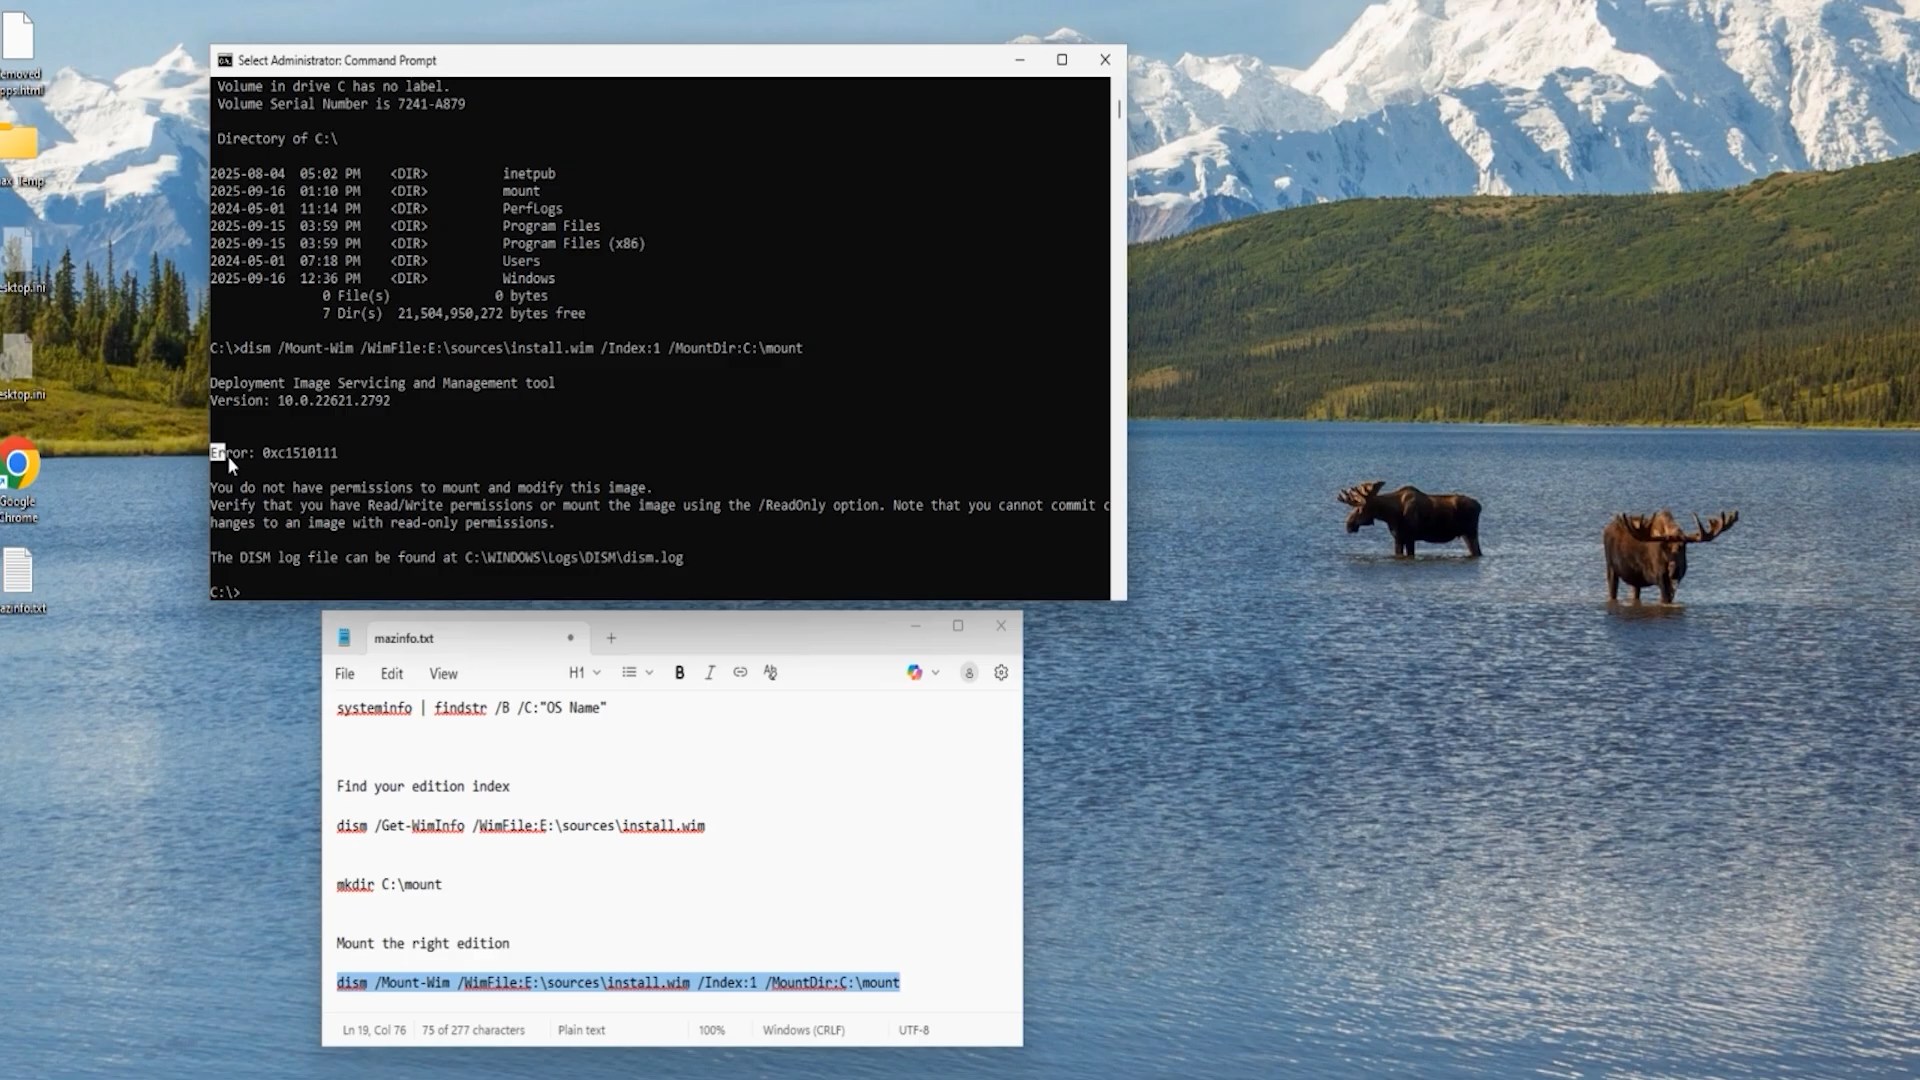 Select Administrator: Command Prompt
Volume in drive C has no label.
Volume Serial Number is 7241-A879
Directory of C:\
2025-08-04  05:02 PM    <DIR>          inetpub
2025-09-16  01:10 PM    <DIR>          mount
2024-05-01  11:14 PM    <DIR>          PerfLogs
2025-09-15  03:59 PM    <DIR>          Program Files
2025-09-15  03:59 PM    <DIR>          Program Files (x86)
2024-05-01  07:18 PM    <DIR>          Users
2025-09-16  12:36 PM    <DIR>          Windows
0 File(s)              0 bytes
7 Dir(s)  21,504,950,272 bytes free
C:\>dism /Mount-Wim /WimFile:E:\sources\install.wim /Index:1 /MountDir:C:\mount
Deployment Image Servicing and Management tool
Version: 10.0.22621.2792
Error: 0xc1510111
You do not have permissions to mount and modify this image.
Verify that you have Read/Write permissions or mount the image using the /ReadOnly option. Note that you cannot commit c
hanges to an image with read-only permissions.
The DISM log file can be found at C:\WINDOWS\Logs\DISM\dism.log
C:\>
emoved
pps.html
ax_Temp
esktop.ini
esktop.ini
Google
Chrome
azinfo.txt
mazinfo.txt
File Edit View H1 B I
systeminfo | findstr /B /C:"OS Name"
Find your edition index
dism /Get-WimInfo /WimFile:E:\sources\install.wim
mkdir C:\mount
Mount the right edition
dism /Mount-Wim /WimFile:E:\sources\install.wim /Index:1 /MountDir:C:\mount
Ln 19, Col 76 75 of 277 characters Plain text 100% Windows (CRLF) UTF-8